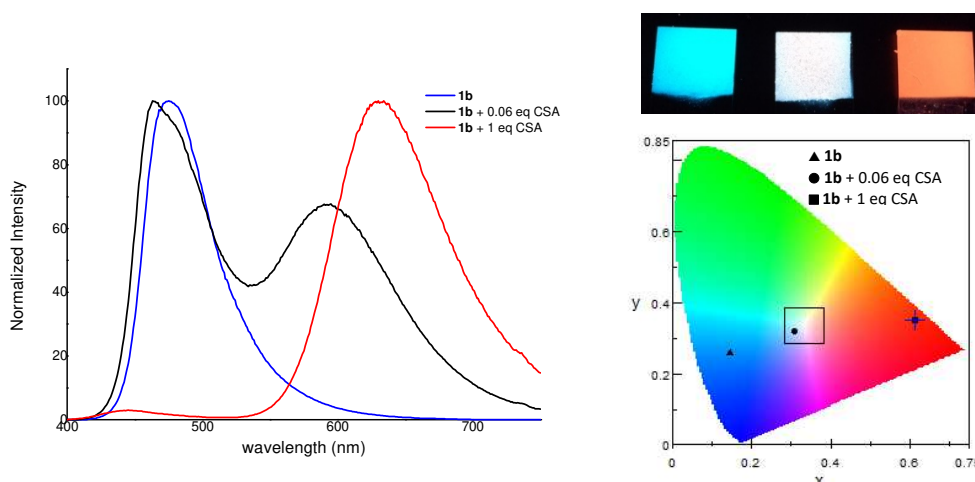 Normalized Intensity
100
80
60
40
20
0
400
500
600
700
wavelength (nm)
1b
1b + 0.06 eq CSA
1b + 1 eq CSA
0.85
0.6
0.4
0.2
0
y
0
0.2
0.4
0.6
0.75
x
1b
1b + 0.06 eq CSA
1b + 1 eq CSA